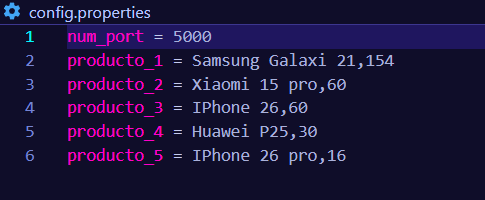 config.properties
1 num_port = 5000
2 producto_1 = Samsung Galaxi 21,154
3 producto_2 = Xiaomi 15 pro,60
4 producto_3 = IPhone 26,60
5 producto_4 = Huawei P25,30
6 producto_5 = IPhone 26 pro,16